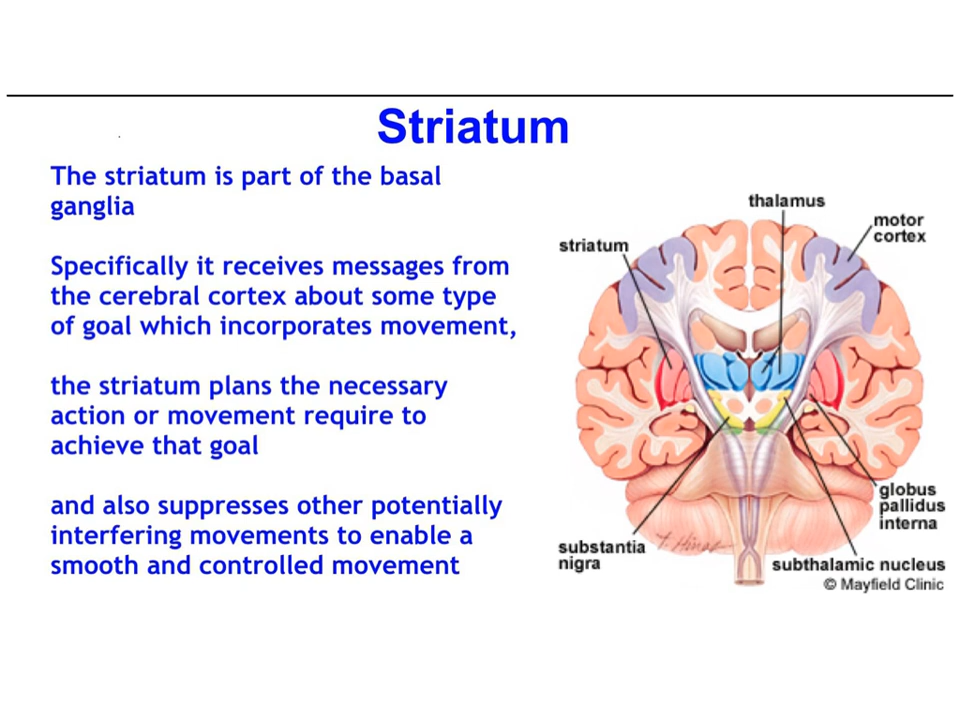 Striatum
The striatum is part of the basal
ganglia
Specifically it receives messages from
the cerebral cortex about some type
of goal which incorporates movement,
the striatum plans the necessary
action or movement require to
achieve that goal
and also suppresses other potentially
interfering movements to enable a
smooth and controlled movement
thalamus
motor
cortex
striatum
globus
pallidus
interna
substantia
nigra
subthalamic nucleus
© Mayfield Clinic